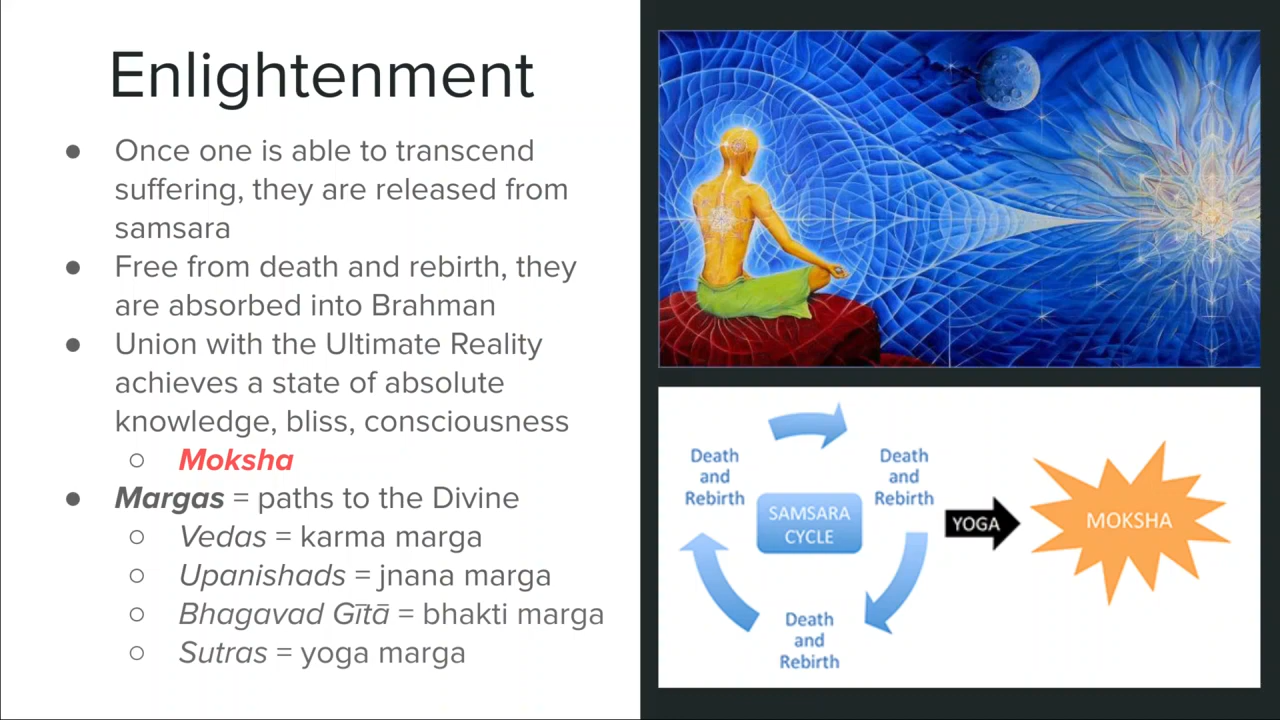 Enlightenment
● Once one is able to transcend
suffering, they are released from
samsara
● Free from death and rebirth, they
are absorbed into Brahman
● Union with the Ultimate Reality
achieves a state of absolute
knowledge, bliss, consciousness
○ Moksha
● Margas = paths to the Divine
○ Vedas = karma marga
○ Upanishads = jnana marga
○ Bhagavad Gītā = bhakti marga
○ Sutras = yoga marga
Death
and
Rebirth
Death
and
Rebirth
SAMSARA
CYCLE
YOGA
MOKSHA
Death
and
Rebirth